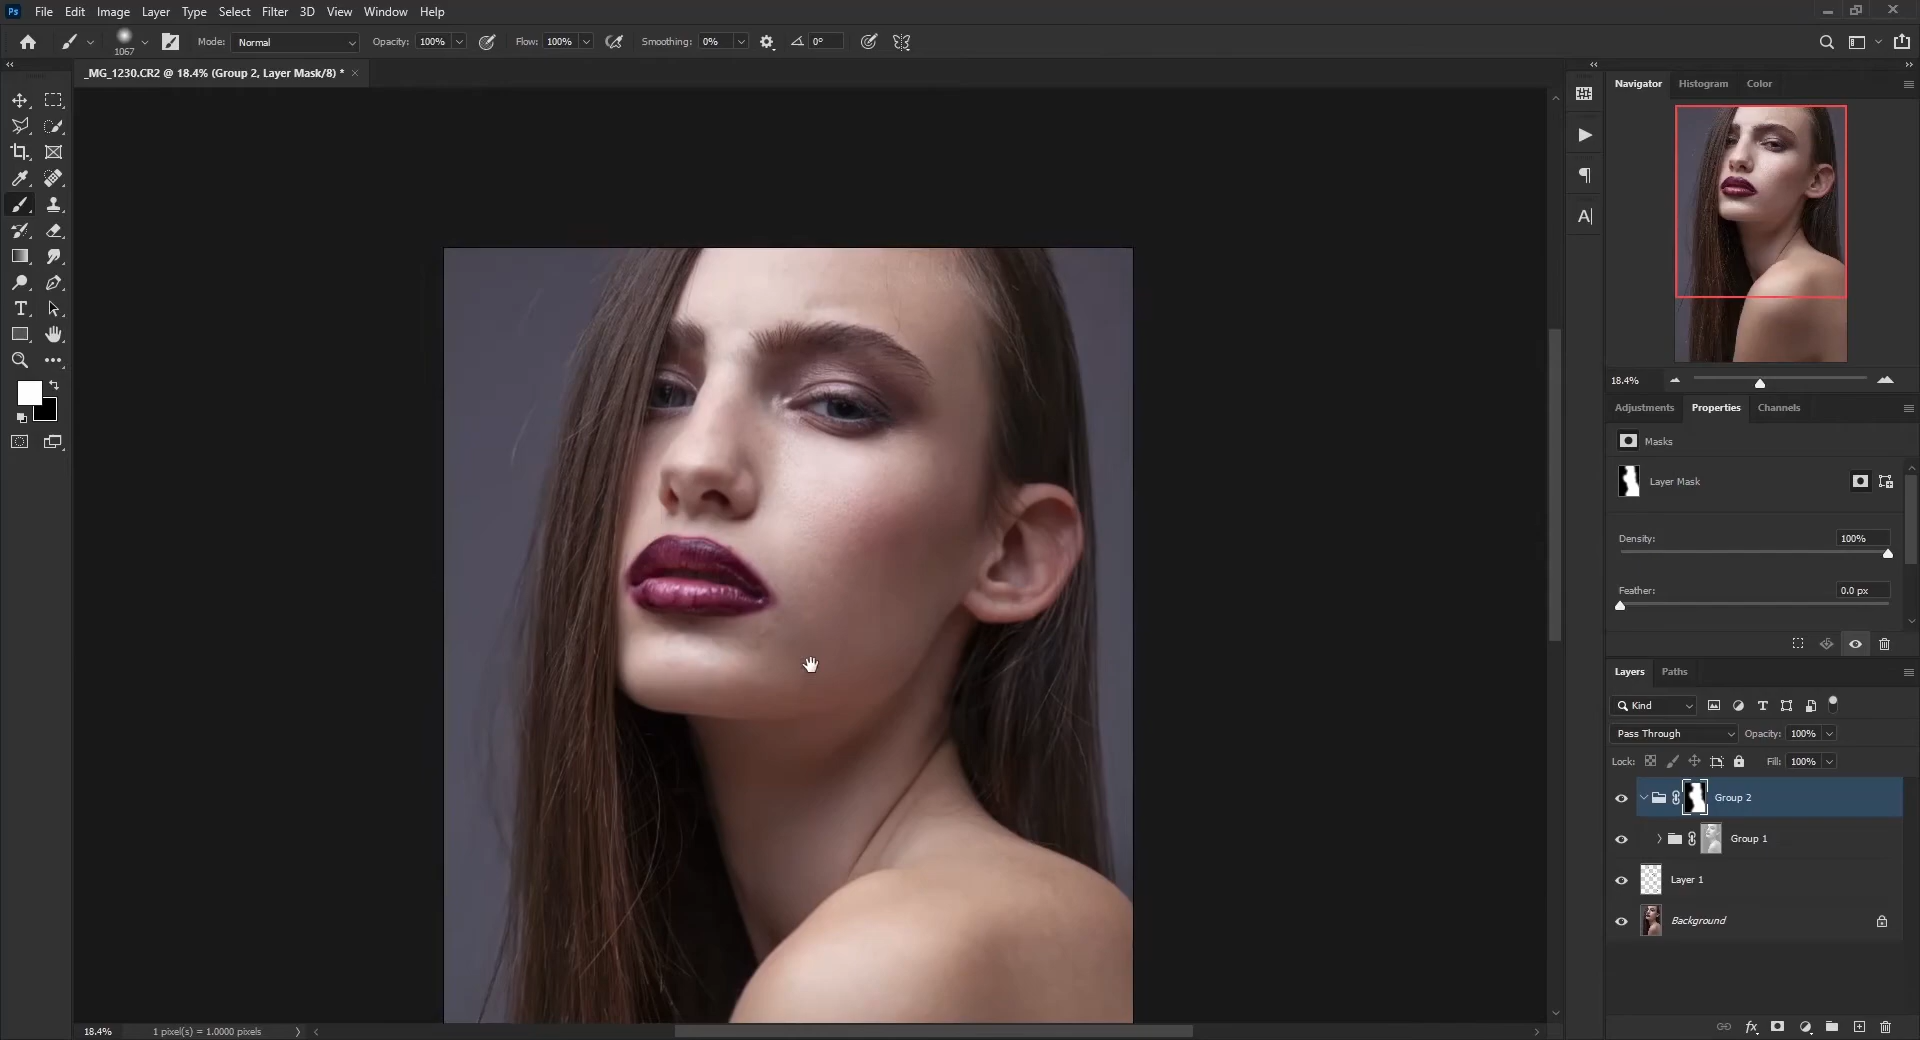 Ps File Edit Image Layer Type Select Filter 3D View Window Help
1067 Mode: Normal Opacity: 100% Flow: 100% Smoothing: 0% 0°
_MG_1230.CR2 @ 18.4% (Group 2, Layer Mask/8) *
Navigator Histogram Color
18.4%
Adjustments Properties Channels
Masks
Layer Mask
Density: 100%
Feather: 0.0 px
Layers Paths
Kind
Pass Through Opacity: 100%
Lock: Fill: 100%
Group 2
Group 1
Layer 1
Background
18.4% 1 pixel(s) = 1.0000 pixels